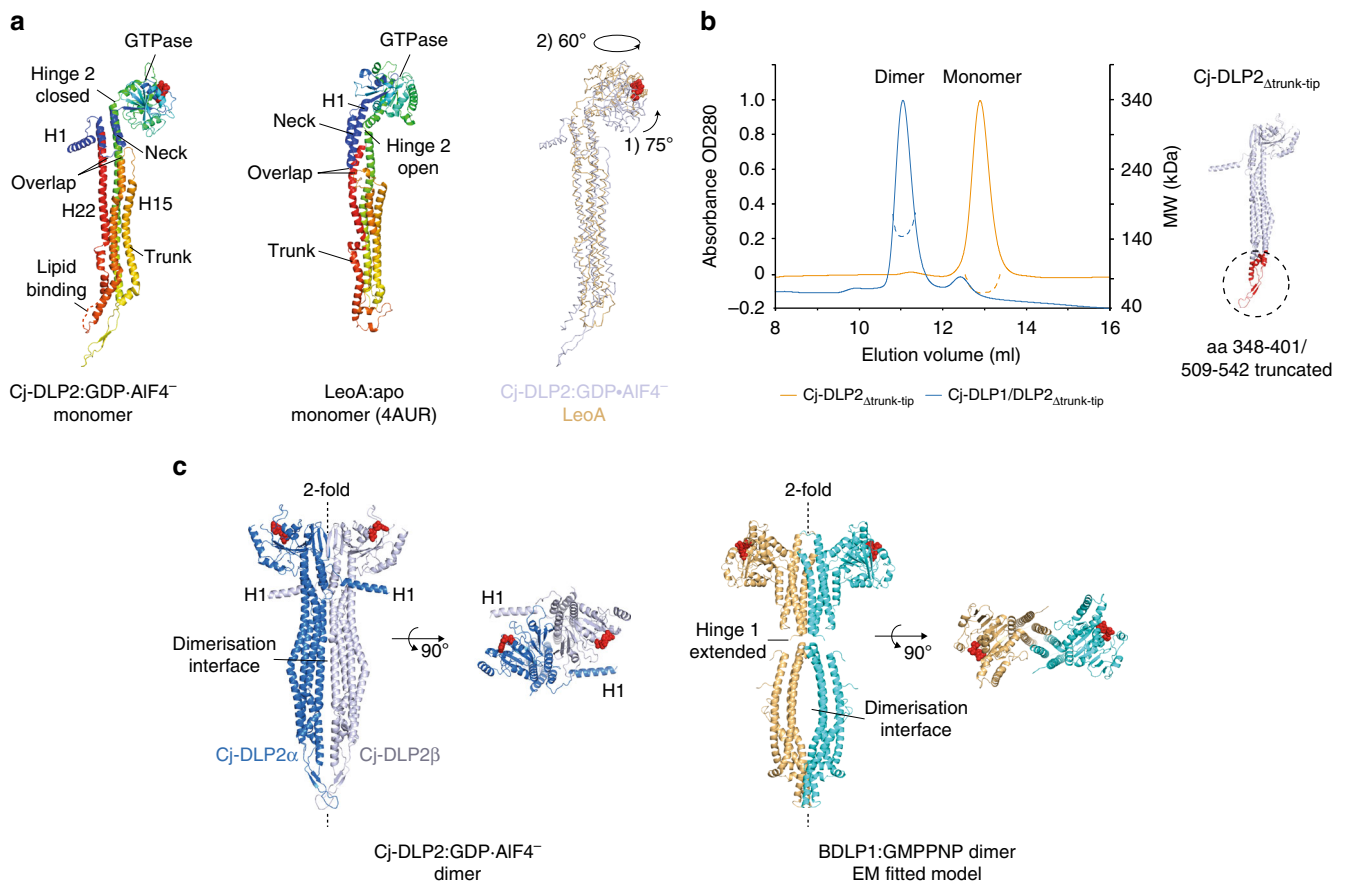 a
GTPase
Hinge 2
closed
H1
Neck
Overlap
H22
H15
Trunk
Lipid
binding
Cj-DLP2:GDP·AlF4⁻
monomer
GTPase
H1
Neck
Hinge 2
open
Overlap
Trunk
LeoA:apo
monomer (4AUR)
2) 60°
1) 75°
Cj-DLP2:GDP•AlF4⁻
LeoA
b
Dimer
Monomer
Absorbance OD280
1.0
0.8
0.6
0.4
0.2
0
–0.2
340
240
140
40
MW (kDa)
8
10
12
14
16
Elution volume (ml)
Cj-DLP2Δtrunk-tip
Cj-DLP1/DLP2Δtrunk-tip
Cj-DLP2Δtrunk-tip
aa 348-401/
509-542 truncated
c
2-fold
H1
H1
Dimerisation
interface
Cj-DLP2α
Cj-DLP2β
90°
H1
H1
Cj-DLP2:GDP·AlF4⁻
dimer
2-fold
Hinge 1
extended
Dimerisation
interface
90°
BDLP1:GMPPNP dimer
EM fitted model